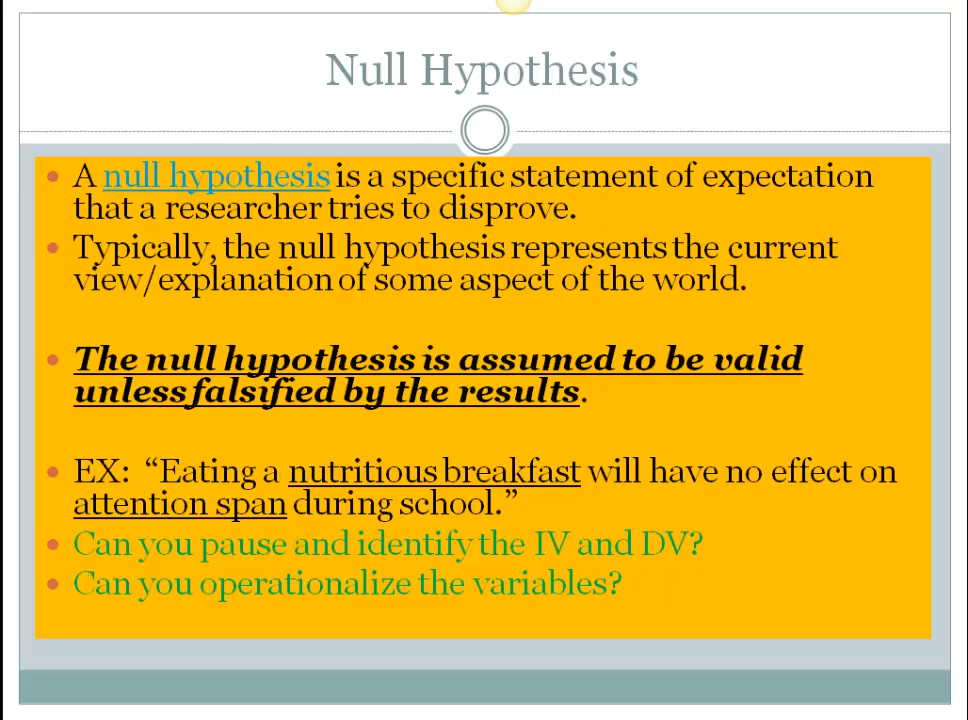 Null Hypothesis
• A null hypothesis is a specific statement of expectation
that a researcher tries to disprove.
• Typically, the null hypothesis represents the current
view/explanation of some aspect of the world.
• The null hypothesis is assumed to be valid
unless falsified by the results.
• EX: “Eating a nutritious breakfast will have no effect on
attention span during school.”
• Can you pause and identify the IV and DV?
• Can you operationalize the variables?